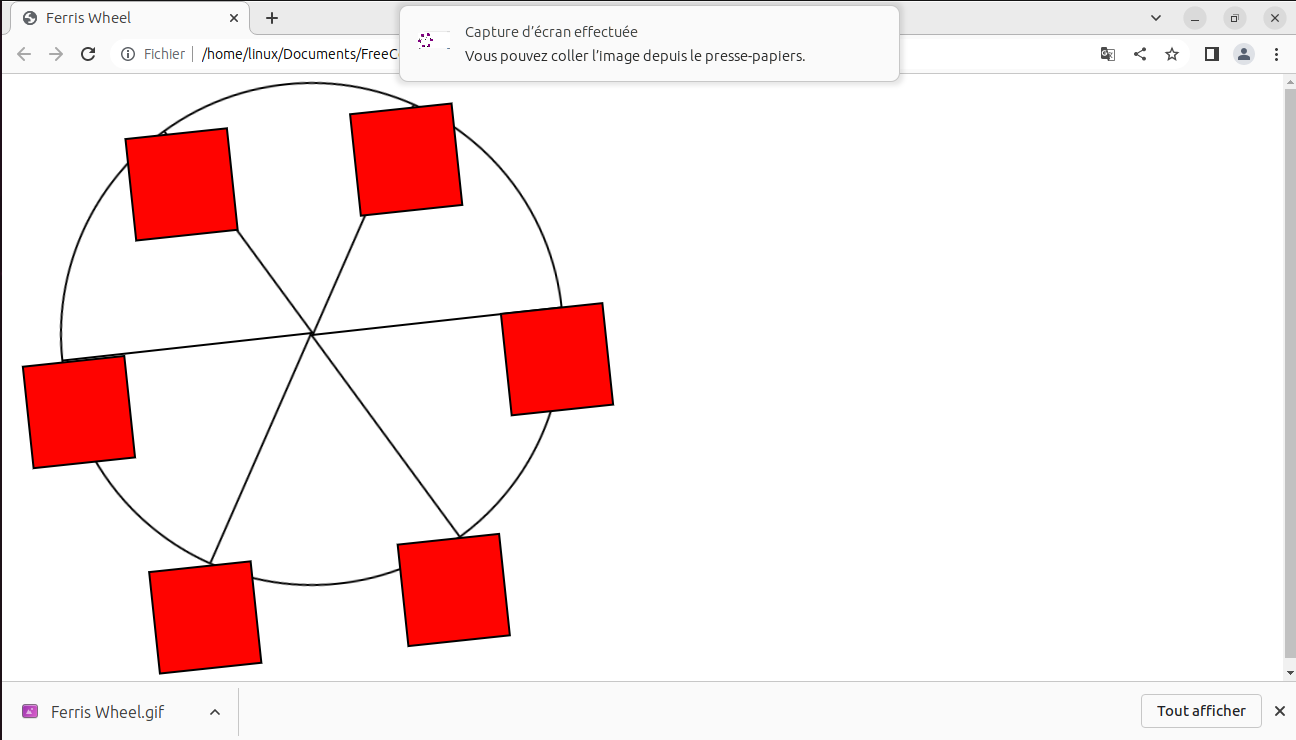 Ferris Wheel
Capture d'écran effectuée
Vous pouvez coller l'image depuis le presse-papiers.
Fichier
/home/linux/Documents/FreeC
Ferris Wheel.gif
Tout afficher